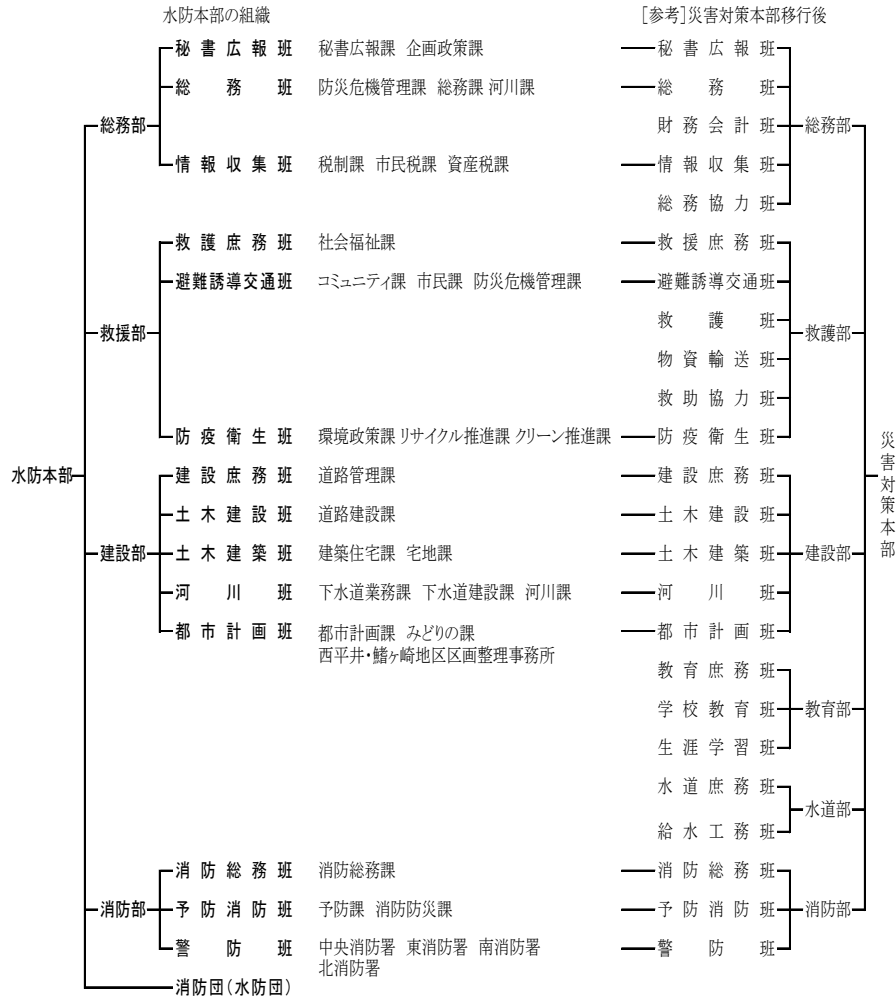 水防本部の組織 [参考]災害対策本部移行後
秘書広報班 秘書広報課 企画政策課 秘書広報班
総務班 防災危機管理課 総務課 河川課 総務班
総務部 財務会計班 総務部
情報収集班 税制課 市民税課 資産税課 情報収集班
総務協力班
救護庶務班 社会福祉課 救援庶務班
避難誘導交通班 コミュニティ課 市民課 防災危機管理課 避難誘導交通班
救援部 救護班 救護部
物資輸送班
救助協力班
防疫衛生班 環境政策課 リサイクル推進課 クリーン推進課 防疫衛生班
水防本部 建設庶務班 道路管理課 建設庶務班 災害対策本部
土木建設班 道路建設課 土木建設班
建設部 土木建築班 建築住宅課 宅地課 土木建築班 建設部
河川班 下水道業務課 下水道建設課 河川課 河川班
都市計画班 都市計画課 みどりの課 都市計画班
西平井・鰭ヶ崎地区区画整理事務所
教育庶務班
学校教育班 教育部
生涯学習班
水道庶務班
水道部
給水工務班
消防総務班 消防総務課 消防総務班
消防部 予防消防班 予防課 消防防災課 予防消防班 消防部
警防班 中央消防署 東消防署 南消防署 警防班
北消防署
消防団(水防団)